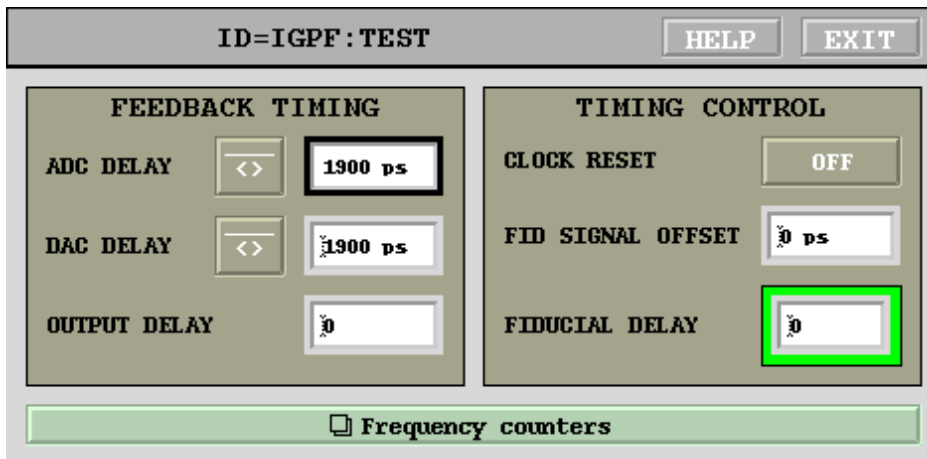 ID=IGPF:TEST
HELP
EXIT
FEEDBACK TIMING
ADC DELAY
<>
1900 ps
DAC DELAY
<>
1900 ps
OUTPUT DELAY
0
TIMING CONTROL
CLOCK RESET
OFF
FID SIGNAL OFFSET
0 ps
FIDUCIAL DELAY
0
Frequency counters